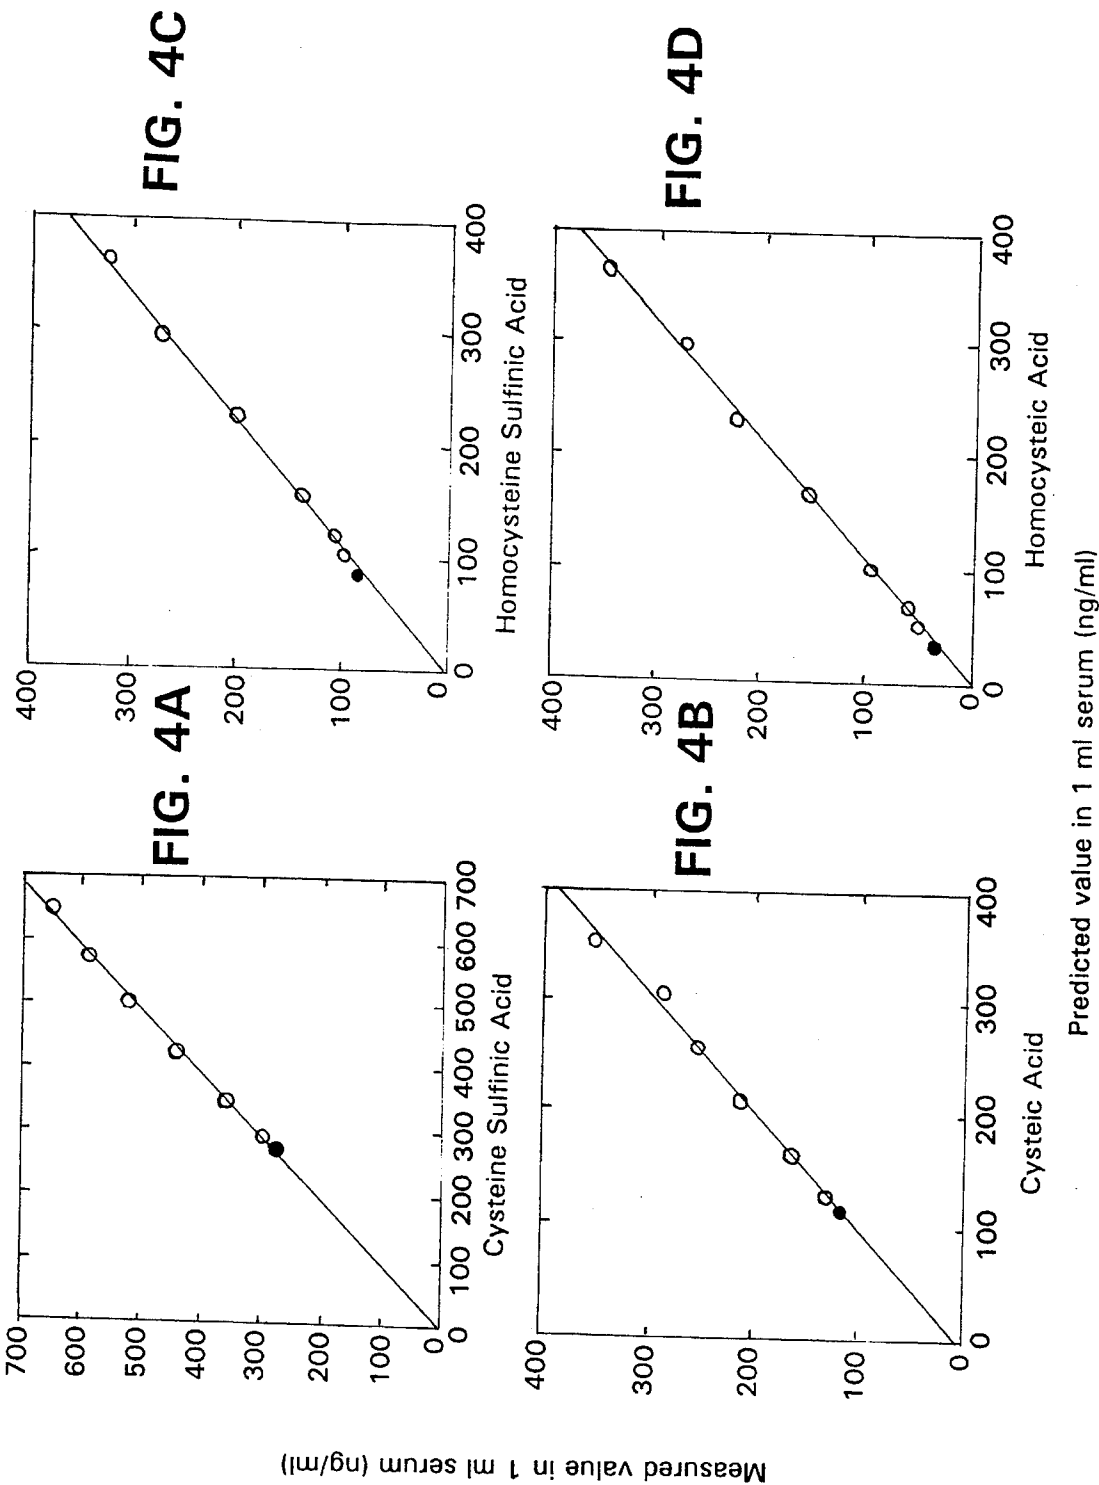 Measured value in 1 ml serum (ng/ml)
FIG. 4A
700
600
500
400
300
200
100
0
0 100 200 300 400 500 600 700
Cysteine Sulfinic Acid
FIG. 4C
400
300
200
100
0
0 100 200 300 400
Homocysteine Sulfinic Acid
FIG. 4B
400
300
200
100
0
0 100 200 300 400
Cysteic Acid
FIG. 4D
400
300
200
100
0
0 100 200 300 400
Homocysteic Acid
Predicted value in 1 ml serum (ng/ml)